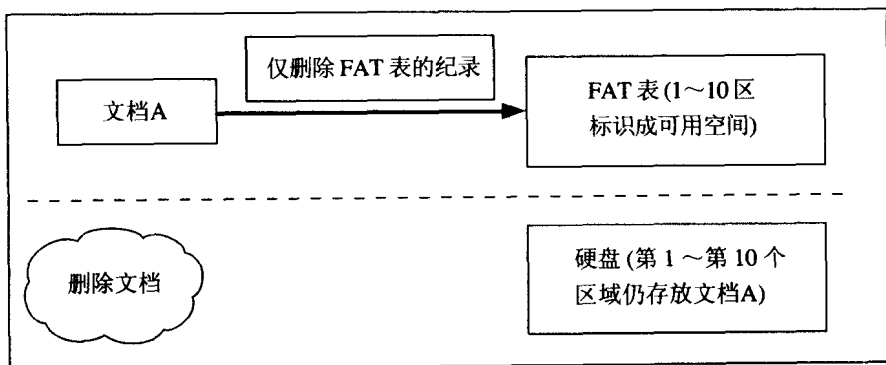 仅删除 FAT 表的纪录
文档A
FAT 表 (1～10 区
标识成可用空间)
删除文档
硬盘 (第 1 ～第 10 个
区域仍存放文档A)